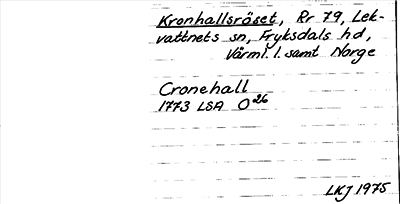 Kronhallsröset, Rr 79, Lek-
vattnets sn, Fryksdals hd,
Värml. l. samt Norge
Cronehall
1773 LSA O26
LKJ 1975